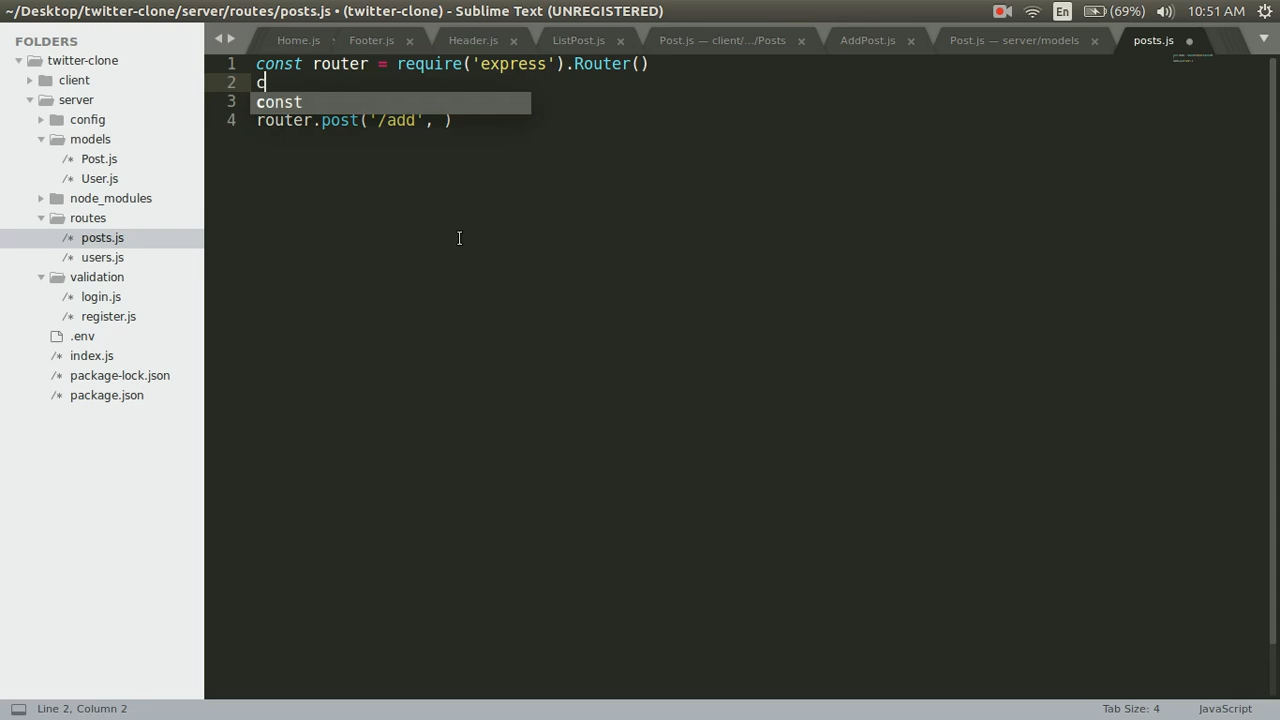 ~/Desktop/twitter-clone/server/routes/posts.js • (twitter-clone) - Sublime Text (UNREGISTERED)
En
(69%)
10:51 AM
FOLDERS
twitter-clone
client
server
config
models
/* Post.js
/* User.js
node_modules
routes
/* posts.js
/* users.js
validation
/* login.js
/* register.js
.env
/* index.js
/* package-lock.json
/* package.json
Home.js
Footer.js
Header.js
ListPost.js
Post.js — client/.../Posts
AddPost.js
Post.js — server/models
posts.js
1 const router = require('express').Router()
2 c
const
3
4 router.post('/add', )
Line 2, Column 2
Tab Size: 4
JavaScript